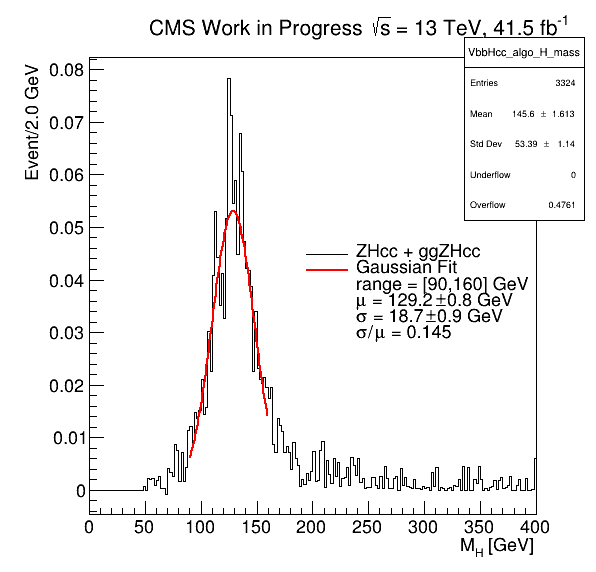 CMS Work in Progress √s = 13 TeV, 41.5 fb⁻¹
VbbHcc_algo_H_mass
Entries 3324
Mean 145.6 ± 1.613
Std Dev 53.39 ± 1.14
Underflow 0
Overflow 0.4761
Event/2.0 GeV
0.08
0.07
0.06
0.05
0.04
0.03
0.02
0.01
0
ZHcc + ggZHcc
Gaussian Fit
range = [90,160] GeV
μ = 129.2±0.8 GeV
σ = 18.7±0.9 GeV
σ/μ = 0.145
0 50 100 150 200 250 300 350 400
M_H [GeV]